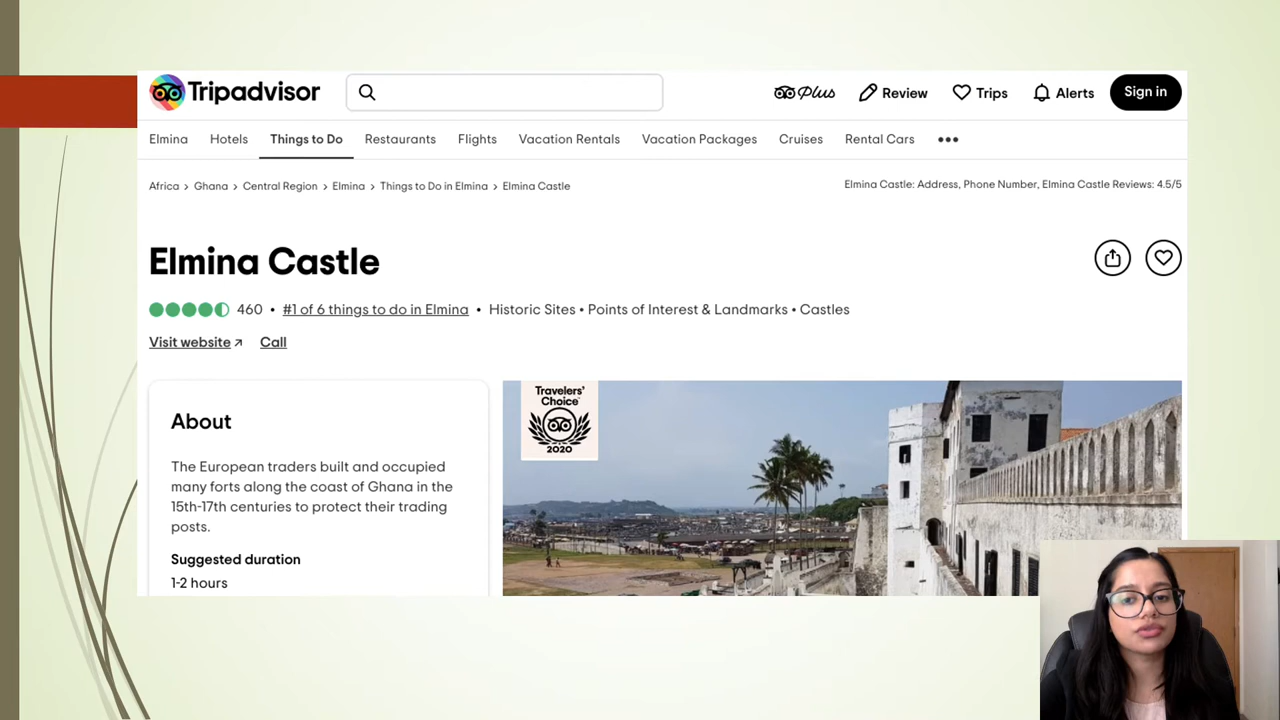 Tripadvisor
Plus Review Trips Alerts Sign in
Elmina Hotels Things to Do Restaurants Flights Vacation Rentals Vacation Packages Cruises Rental Cars •••
Africa > Ghana > Central Region > Elmina > Things to Do in Elmina > Elmina Castle
Elmina Castle: Address, Phone Number, Elmina Castle Reviews: 4.5/5
Elmina Castle
460 • #1 of 6 things to do in Elmina • Historic Sites • Points of Interest & Landmarks • Castles
Visit website ↗ Call
About
The European traders built and occupied
many forts along the coast of Ghana in the
15th-17th centuries to protect their trading
posts.
Suggested duration
1-2 hours
Travelers'
Choice
2020